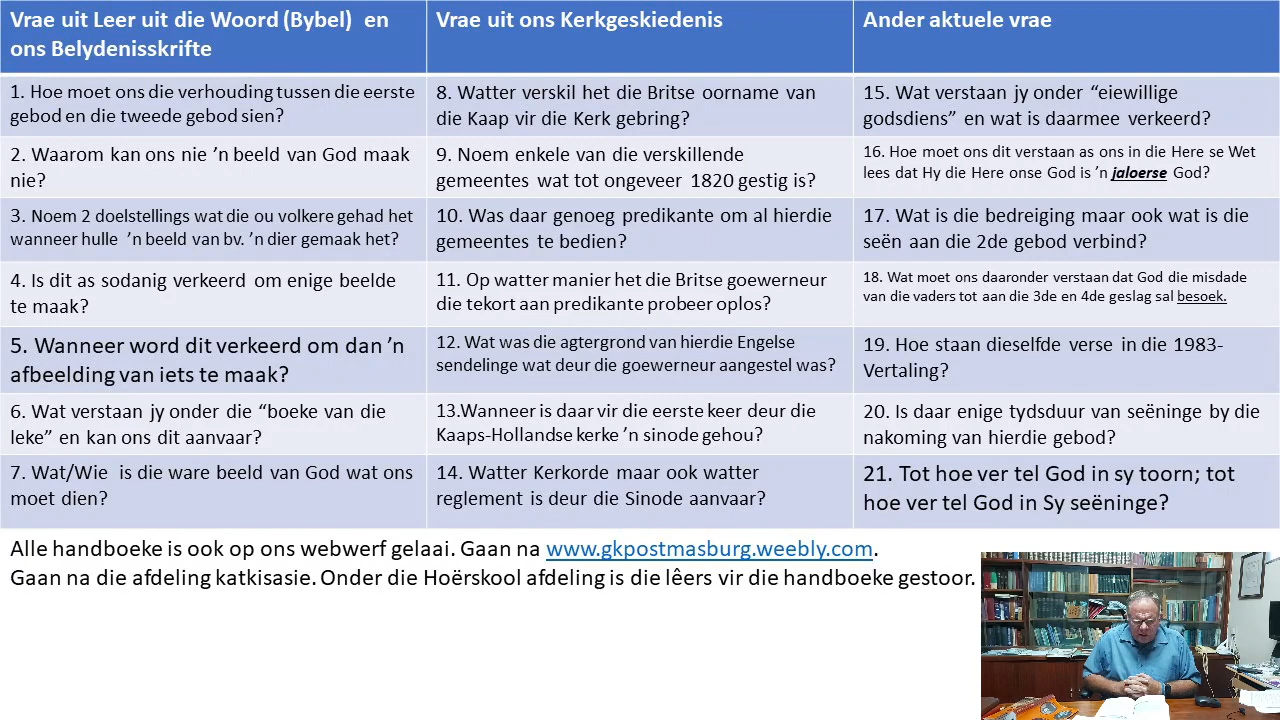 Vrae uit Leer uit die Woord (Bybel) en
ons Belydenisskrifte
1. Hoe moet ons die verhouding tussen die eerste
gebod en die tweede gebod sien?
2. Waarom kan ons nie ’n beeld van God maak
nie?
3. Noem 2 doelstellings wat die ou volkere gehad het
wanneer hulle ’n beeld van bv. ’n dier gemaak het?
4. Is dit as sodanig verkeerd om enige beelde
te maak?
5. Wanneer word dit verkeerd om dan ’n
afbeelding van iets te maak?
6. Wat verstaan jy onder die “boeke van die
leke” en kan ons dit aanvaar?
7. Wat/Wie is die ware beeld van God wat ons
moet dien?
Vrae uit ons Kerkgeskiedenis
8. Watter verskil het die Britse oorname van
die Kaap vir die Kerk gebring?
9. Noem enkele van die verskillende
gemeentes wat tot ongeveer 1820 gestig is?
10. Was daar genoeg predikante om al hierdie
gemeentes te bedien?
11. Op watter manier het die Britse goewerneur
die tekort aan predikante probeer oplos?
12. Wat was die agtergrond van hierdie Engelse
sendelinge wat deur die goewerneur aangestel was?
13.Wanneer is daar vir die eerste keer deur die
Kaaps-Hollandse kerke ’n sinode gehou?
14. Watter Kerkorde maar ook watter
reglement is deur die Sinode aanvaar?
Ander aktuele vrae
15. Wat verstaan jy onder “eiewillige
godsdiens” en wat is daarmee verkeerd?
16. Hoe moet ons dit verstaan as ons in die Here se Wet
lees dat Hy die Here onse God is ’n jaloerse God?
17. Wat is die bedreiging maar ook wat is die
seën aan die 2de gebod verbind?
18. Wat moet ons daaronder verstaan dat God die misdade
van die vaders tot aan die 3de en 4de geslag sal besoek.
19. Hoe staan dieselfde verse in die 1983-
Vertaling?
20. Is daar enige tydsduur van seëninge by die
nakoming van hierdie gebod?
21. Tot hoe ver tel God in sy toorn; tot
hoe ver tel God in Sy seëninge?
Alle handboeke is ook op ons webwerf gelaai. Gaan na www.gkpostmasburg.weebly.com.
Gaan na die afdeling katkisasie. Onder die Hoërskool afdeling is die lêers vir die handboeke gestoor.